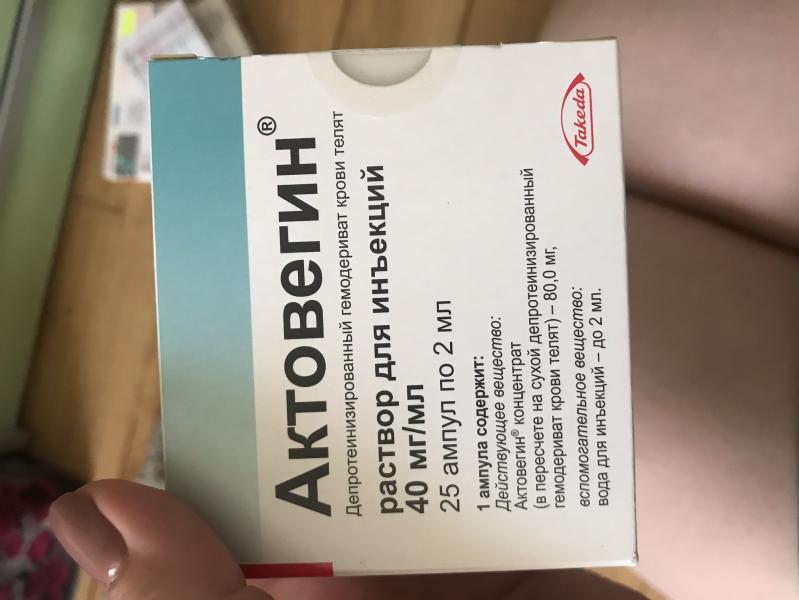 Актовегин®
Депротеинизированный гемодериват крови телят
раствор для инъекций
40 мг/мл
25 ампул по 2 мл
1 ампула содержит:
Действующее вещество:
Актовегин® концентрат
(в пересчете на сухой депротеинизированный
гемодериват крови телят) – 80,0 мг,
вспомогательное вещество:
вода для инъекций – до 2 мл.
Takeda